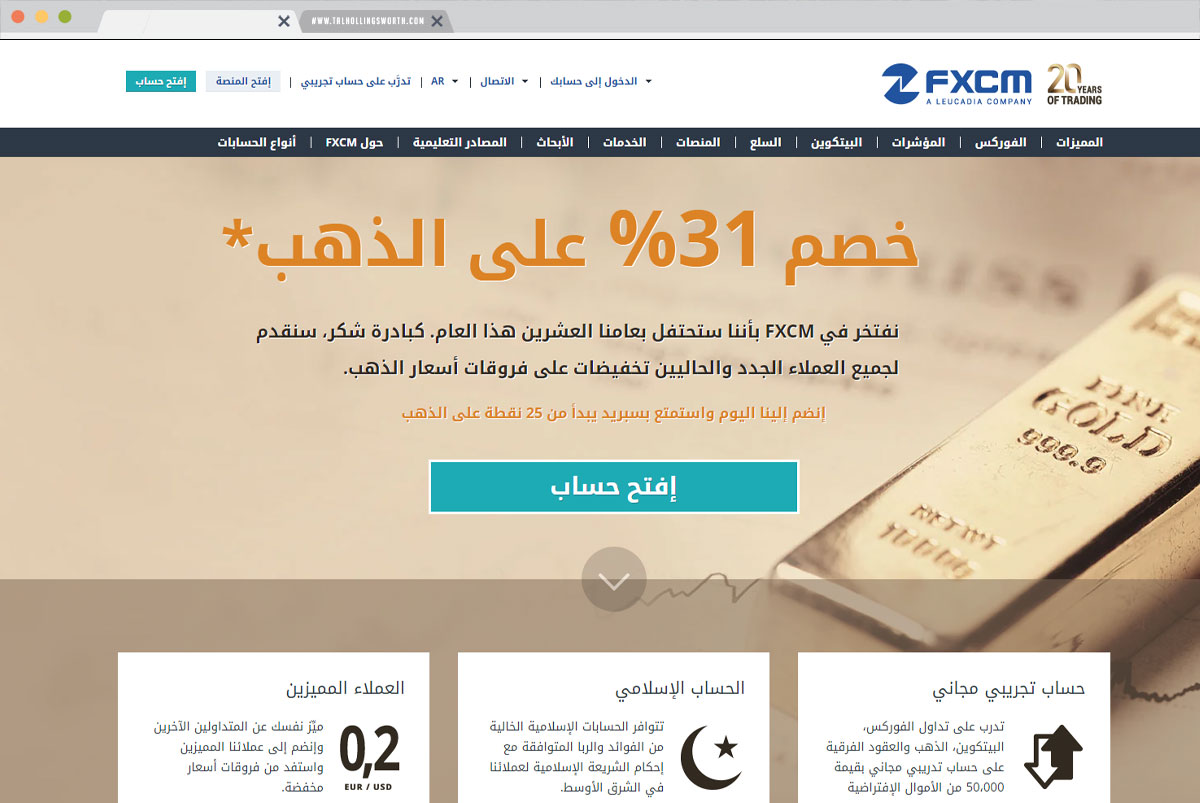 WWW.TRLHOLLINGSWORTH.COM
FXCM
A LEUCADIA COMPANY
20 YEARS
OF TRADING
الدخول إلى حسابك | الاتصال | AR | تدرَّب على حساب تجريبي | إفتح المنصة إفتح حساب
المميزات | الفوركس | المؤشرات | البيتكوين | السلع | المنصات | الخدمات | الأبحاث | المصادر التعليمية | حول FXCM | أنواع الحسابات
خصم 31% على الذهب*
نفتخر في FXCM بأننا ستحتفل بعامنا العشرين هذا العام. كبادرة شكر، سنقدم
لجميع العملاء الجدد والحاليين تخفيضات على فروقات أسعار الذهب.
إنضم إلينا اليوم واستمتع بسبريد يبدأ من 25 نقطة على الذهب
إفتح حساب
FINE
GOLD
999.9
NET WT
1000G
حساب تجريبي مجاني
تدرب على تداول الفوركس،
البيتكوين، الذهب والعقود الفرقية
على حساب تدريبي مجاني بقيمة
50,000 من الأموال الإفتراضية
الحساب الإسلامي
تتوافر الحسابات الإسلامية الخالية
من الفوائد والربا المتوافقة مع
إحكام الشريعة الإسلامية لعملائنا
في الشرق الأوسط.
العملاء المميزين
ميّز نفسك عن المتداولين الآخرين
وإنضم إلى عملائنا المميزين
واستفد من فروقات أسعار
مخفضة.
0,2
EUR / USD